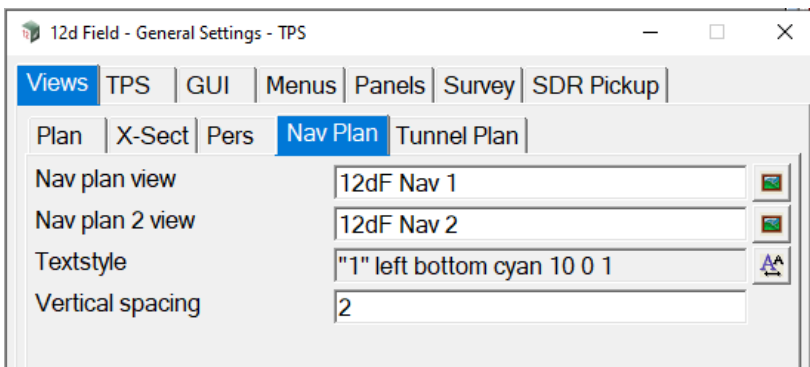 12d Field - General Settings - TPS
Views TPS GUI Menus Panels Survey SDR Pickup
Plan X-Sect Pers Nav Plan Tunnel Plan
Nav plan view 12dF Nav 1
Nav plan 2 view 12dF Nav 2
Textstyle "1" left bottom cyan 10 0 1
Vertical spacing 2